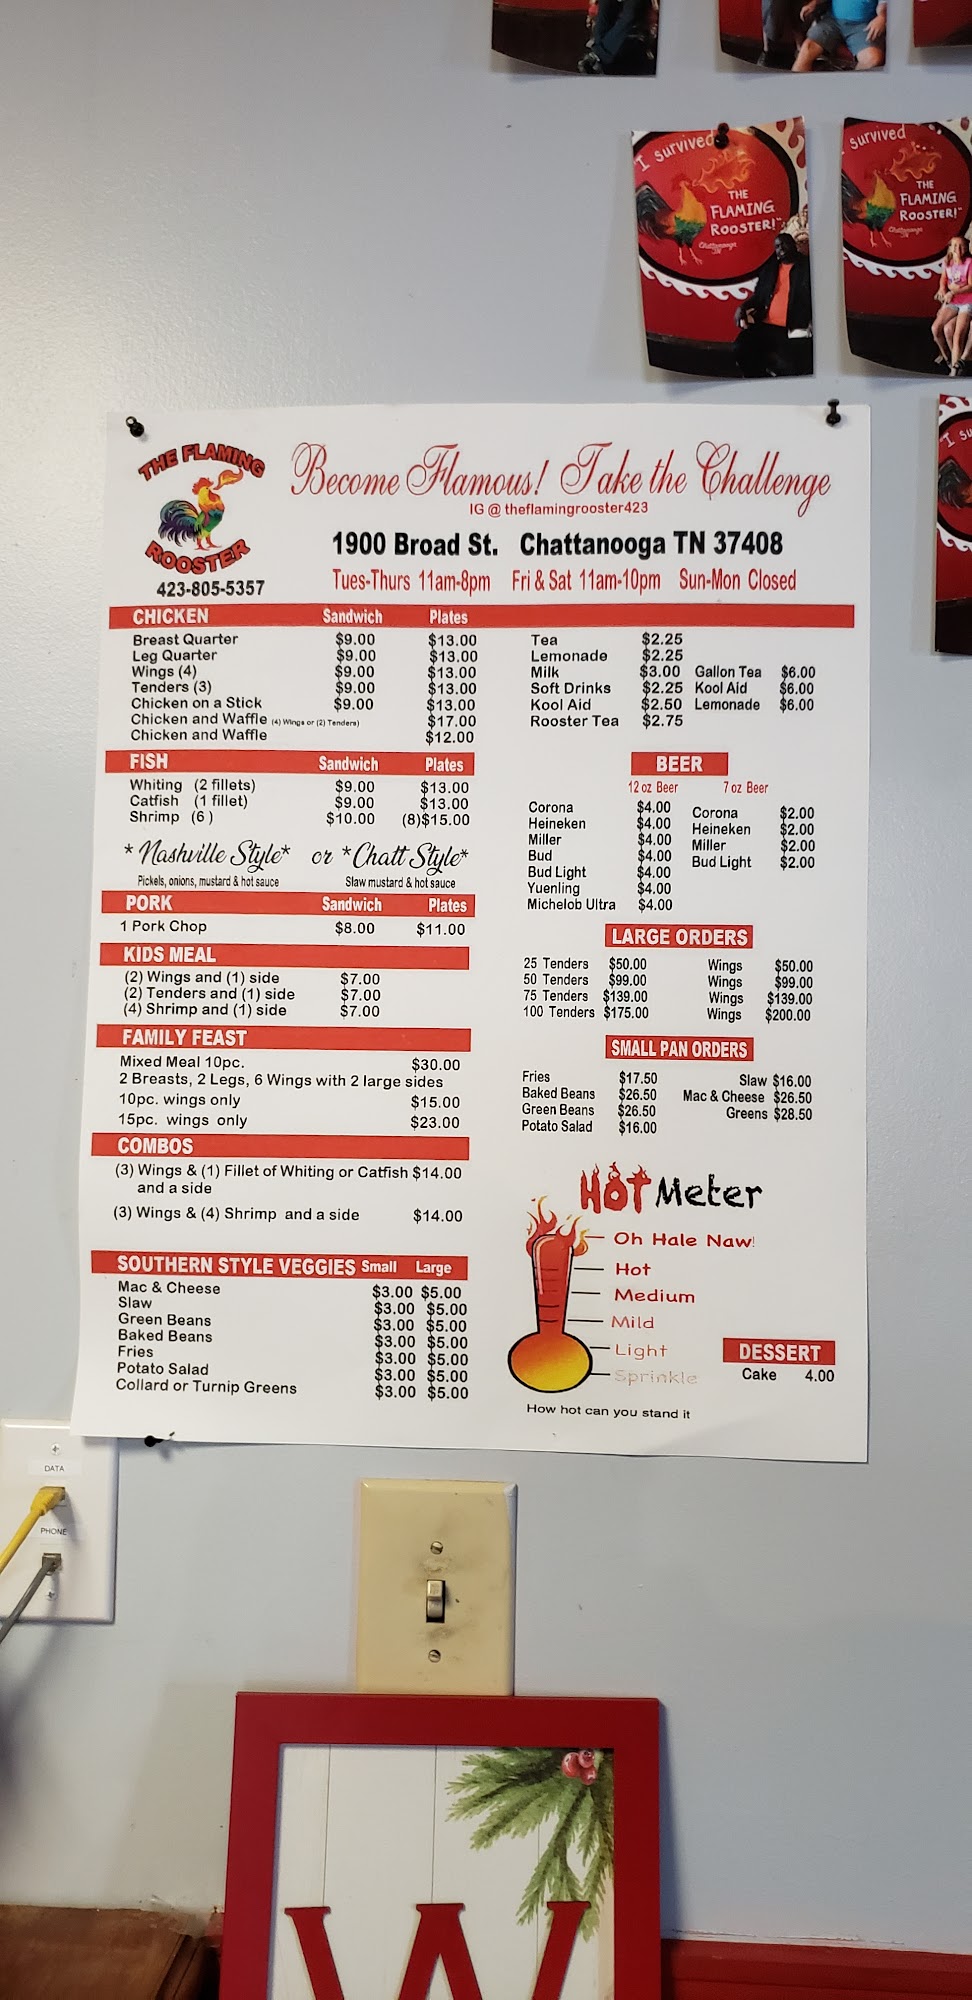 I survived
THE
FLAMING
ROOSTER!
Chattanooga
TN
survived
THE
FLAMING
ROOSTER!
Chattanooga
TN
I su
THE FLAMING
ROOSTER
423-805-5357
Become Flamous! Take the Challenge
IG @ theflamingrooster423
1900 Broad St. Chattanooga TN 37408
Tues-Thurs 11am-8pm Fri & Sat 11am-10pm Sun-Mon Closed
CHICKEN Sandwich Plates
Breast Quarter $9.00 $13.00
Leg Quarter $9.00 $13.00
Wings (4) $9.00 $13.00
Tenders (3) $9.00 $13.00
Chicken on a Stick $9.00 $13.00
Chicken and Waffle (4) Wings or (2) Tenders) $17.00
Chicken and Waffle $12.00
FISH Sandwich Plates
Whiting (2 fillets) $9.00 $13.00
Catfish (1 fillet) $9.00 $13.00
Shrimp (6 ) $10.00 (8)$15.00
*Nashville Style* or *Chatt Style*
Pickels, onions, mustard & hot sauce Slaw mustard & hot sauce
PORK Sandwich Plates
1 Pork Chop $8.00 $11.00
KIDS MEAL
(2) Wings and (1) side $7.00
(2) Tenders and (1) side $7.00
(4) Shrimp and (1) side $7.00
FAMILY FEAST
Mixed Meal 10pc. $30.00
2 Breasts, 2 Legs, 6 Wings with 2 large sides
10pc. wings only $15.00
15pc. wings only $23.00
COMBOS
(3) Wings & (1) Fillet of Whiting or Catfish $14.00
and a side
(3) Wings & (4) Shrimp and a side $14.00
SOUTHERN STYLE VEGGIES Small Large
Mac & Cheese $3.00 $5.00
Slaw $3.00 $5.00
Green Beans $3.00 $5.00
Baked Beans $3.00 $5.00
Fries $3.00 $5.00
Potato Salad $3.00 $5.00
Collard or Turnip Greens $3.00 $5.00
Tea $2.25
Lemonade $2.25
Milk $3.00 Gallon Tea $6.00
Soft Drinks $2.25 Kool Aid $6.00
Kool Aid $2.50 Lemonade $6.00
Rooster Tea $2.75
BEER
12 oz Beer 7 oz Beer
Corona $4.00 Corona $2.00
Heineken $4.00 Heineken $2.00
Miller $4.00 Miller $2.00
Bud $4.00 Bud Light $2.00
Bud Light $4.00
Yuenling $4.00
Michelob Ultra $4.00
LARGE ORDERS
25 Tenders $50.00 Wings $50.00
50 Tenders $99.00 Wings $99.00
75 Tenders $139.00 Wings $139.00
100 Tenders $175.00 Wings $200.00
SMALL PAN ORDERS
Fries $17.50 Slaw $16.00
Baked Beans $26.50 Mac & Cheese $26.50
Green Beans $26.50 Greens $28.50
Potato Salad $16.00
HOT Meter
Oh Hale Naw!
Hot
Medium
Mild
Light
Sprinkle
How hot can you stand it
DESSERT
Cake 4.00
DATA
PHONE
W